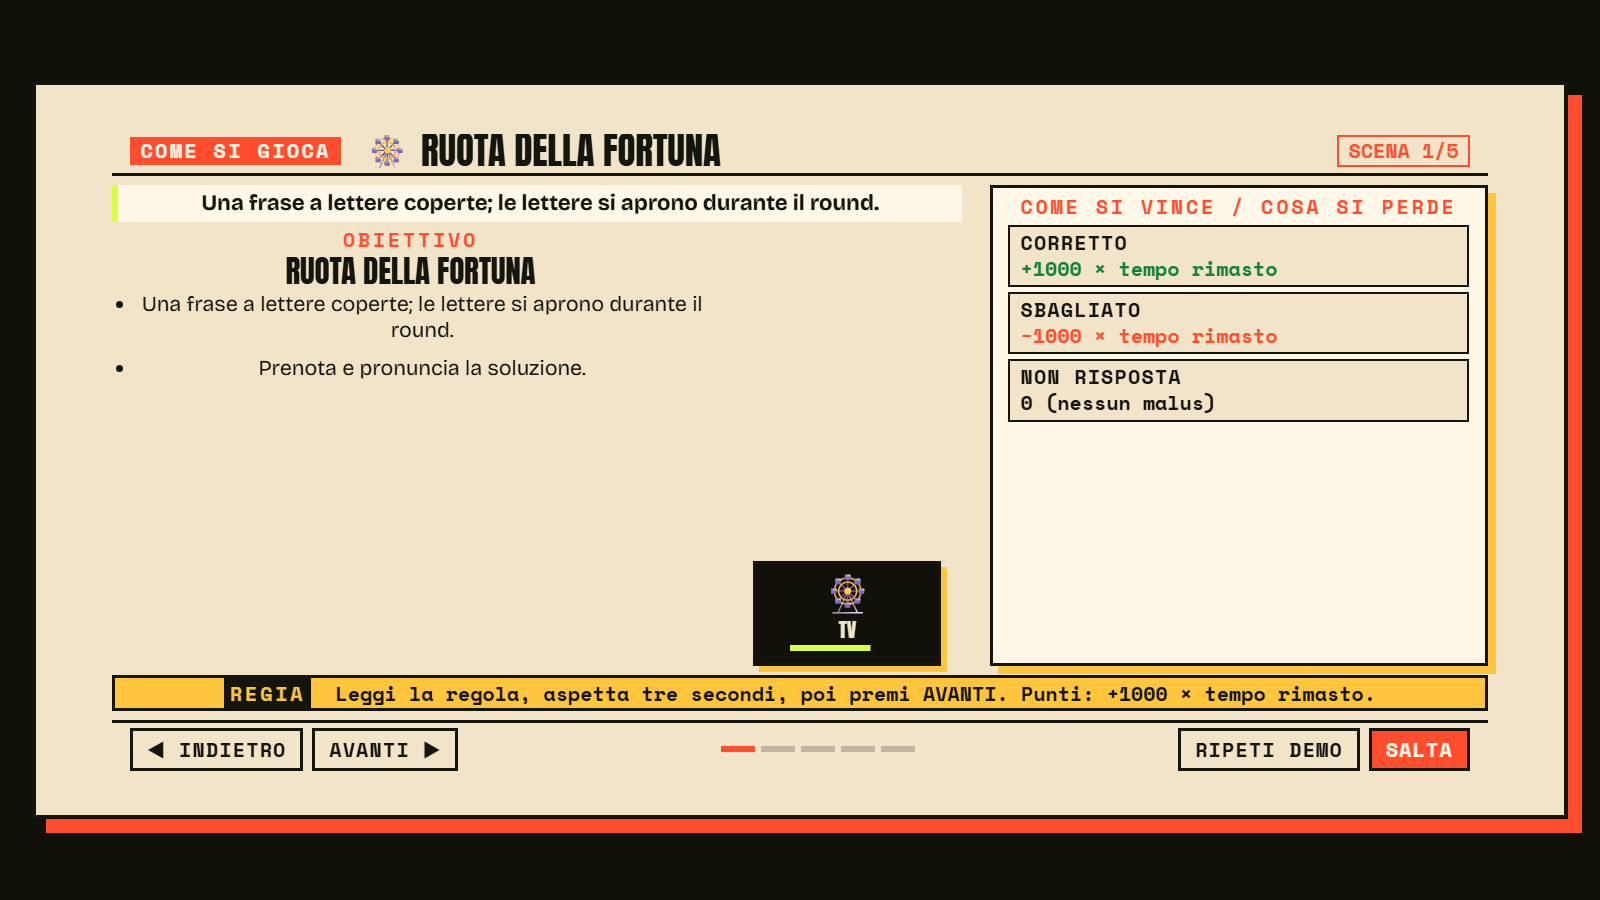 COME SI GIOCA
RUOTA DELLA FORTUNA
SCENA 1/5
Una frase a lettere coperte; le lettere si aprono durante il round.
OBIETTIVO
RUOTA DELLA FORTUNA
• Una frase a lettere coperte; le lettere si aprono durante il
round.
• Prenota e pronuncia la soluzione.
TV
COME SI VINCE / COSA SI PERDE
CORRETTO
+1000 × tempo rimasto
SBAGLIATO
−1000 × tempo rimasto
NON RISPOSTA
0 (nessun malus)
REGIA Leggi la regola, aspetta tre secondi, poi premi AVANTI. Punti: +1000 × tempo rimasto.
◀ INDIETRO
AVANTI ▶
RIPETI DEMO
SALTA